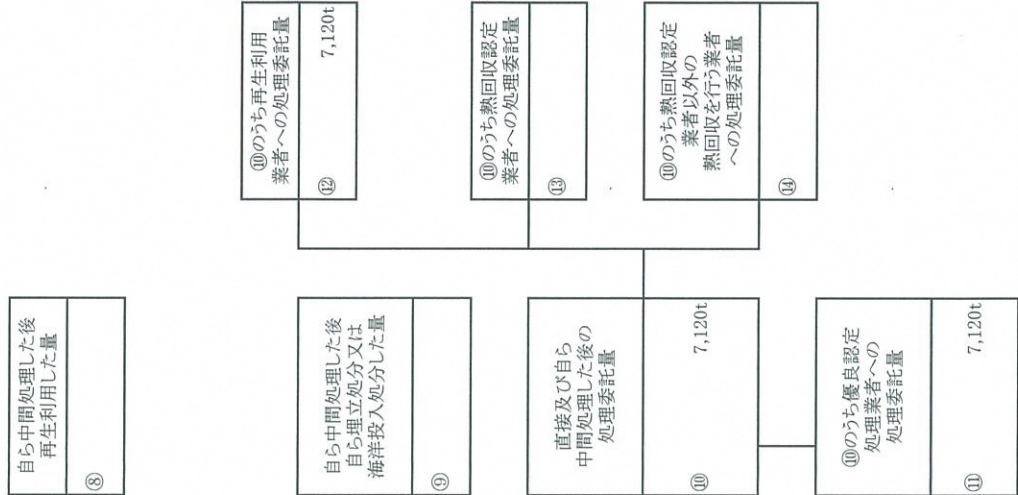 自ら中間処理した後
再生利用した量
⑧
自ら中間処理した後
自ら埋立処分又は
海洋投入処分した量
⑨
直接及び自ら
中間処理した後の
処理委託量
⑩
7,120t
⑩のうち優良認定
処理業者への
処理委託量
⑪
7,120t
⑩のうち再生利用
業者への処理委託量
⑫
7,120t
⑩のうち熱回収認定
業者への処理委託量
⑬
⑩のうち熱回収認定
業者以外の
熱回収を行う業者
への処理委託量
⑭